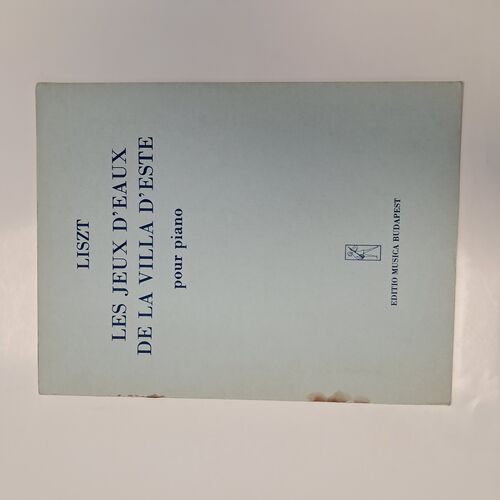 LISZT
LES JEUX D'EAUX
DE LA VILLA D'ESTE
pour piano
EDITIO MUSICA BUDAPEST